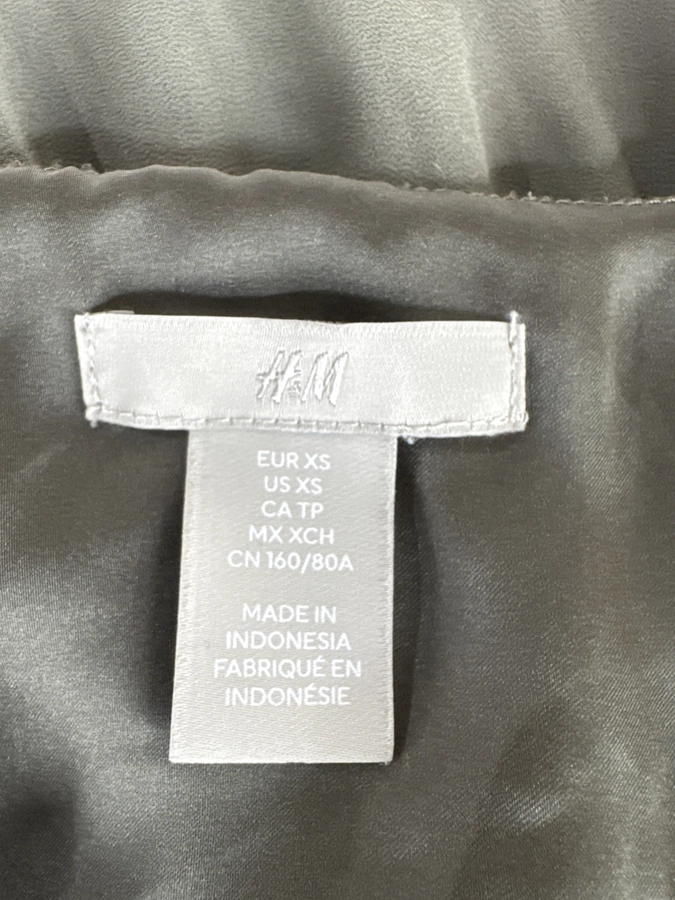 H&M
EUR XS
US XS
CA TP
MX XCH
CN 160/80A
MADE IN
INDONESIA
FABRIQUÉ EN
INDONÉSIE